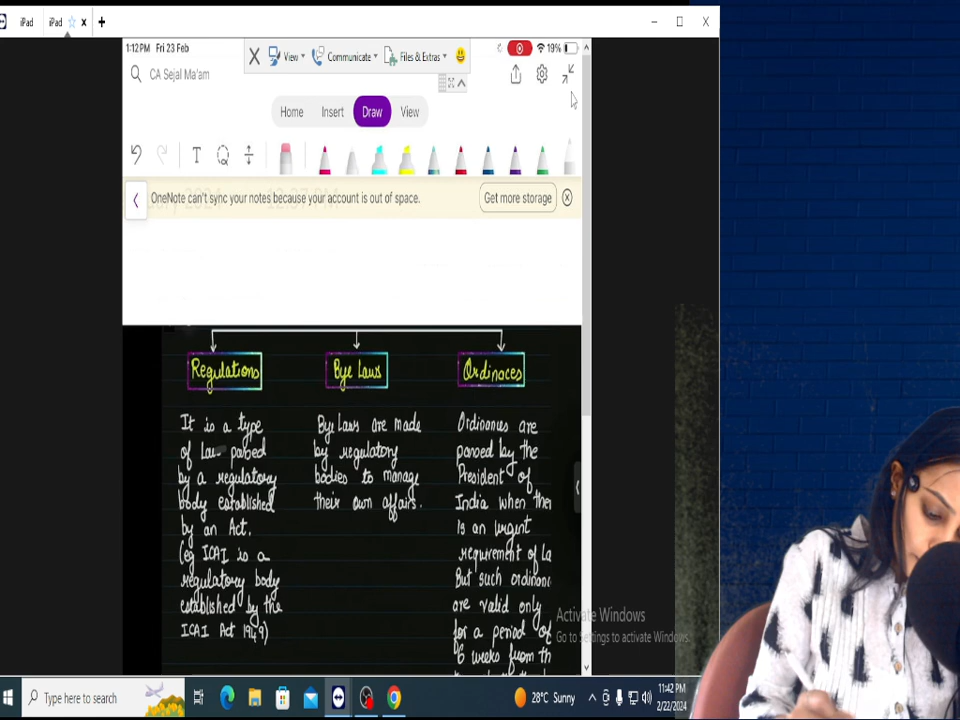 iPad
iPad
1:12PM Fri 23 Feb
View
Communicate
Files & Extras
19%
CA Sejal Ma'am
Home
Insert
Draw
View
T
OneNote can't sync your notes because your account is out of space.
Get more storage
Regulations
It is a type
of Law passed
by a regulatory
body established
by an Act.
(eg ICAI is a
regulatory body
established by the
ICAI Act 1949)
Bye Laws
Bye Laws are made
by regulatory
bodies to manage
their own affairs.
Ordinaces
Ordinances are
passed by the
President of
India when ther
is an urgent
requirement of La
But such ordinanc
are valid only
for a period of
6 weeks from th
Activate Windows
Go to Settings to activate Windows.
Type here to search
28°C Sunny
11:42 PM
2/22/2024